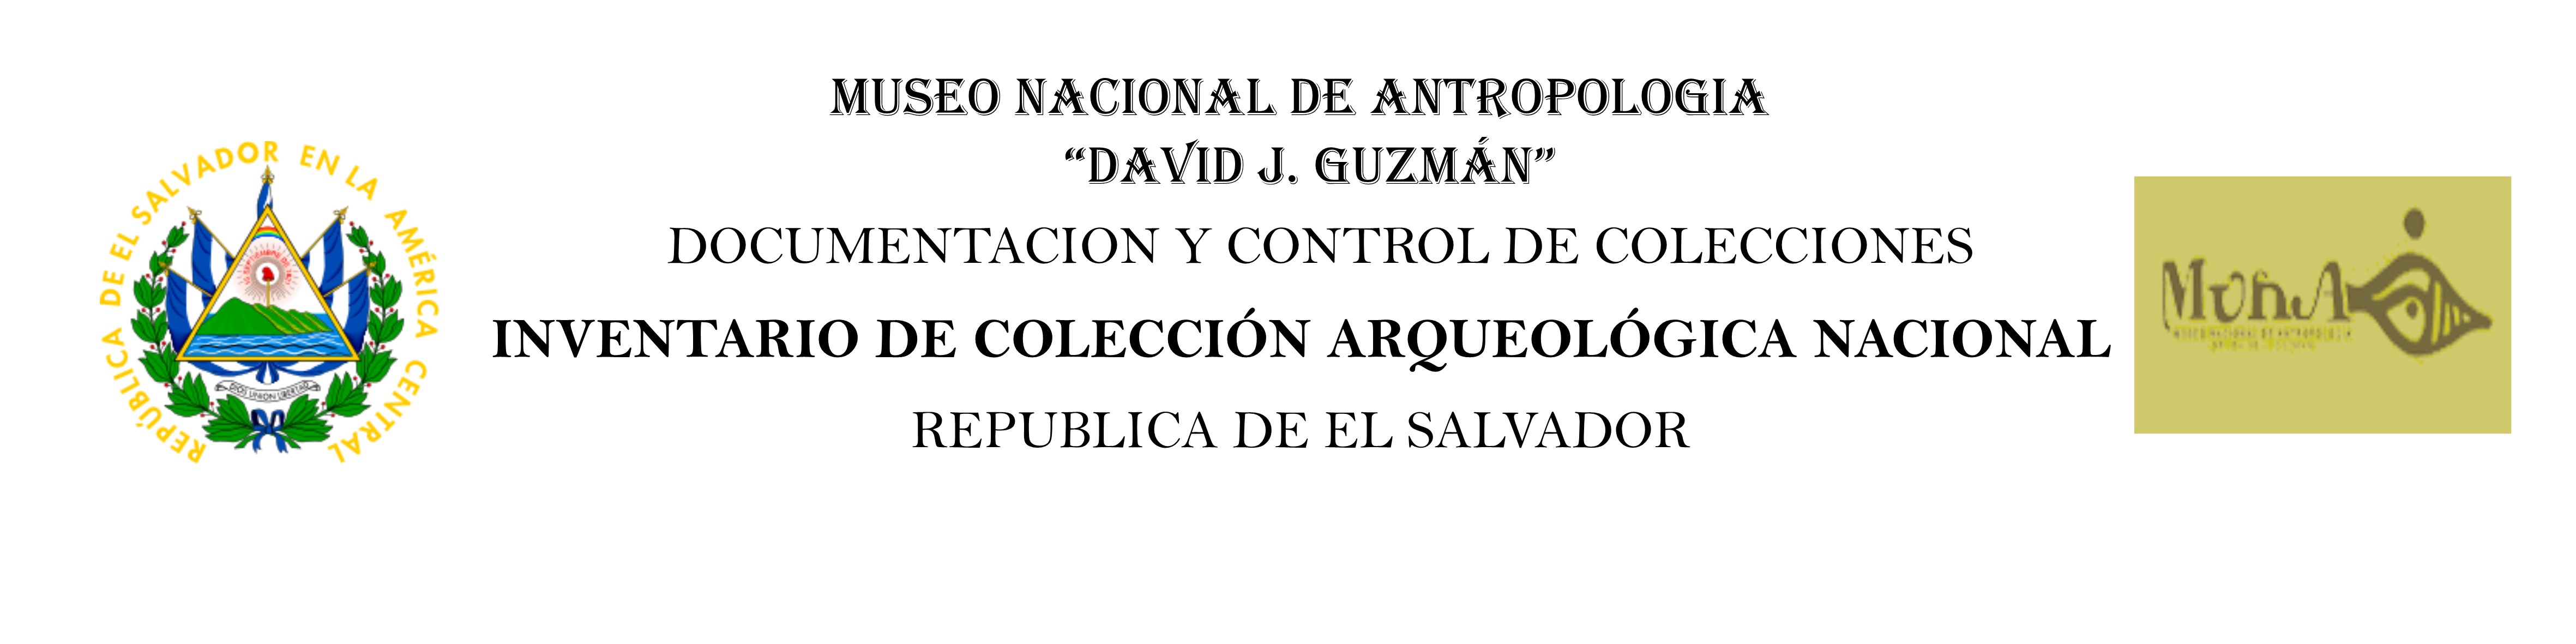 MUSEO NACIONAL DE ANTROPOLOGIA
“DAVID J. GUZMÁN”
DOCUMENTACION Y CONTROL DE COLECCIONES
INVENTARIO DE COLECCIÓN ARQUEOLÓGICA NACIONAL
REPUBLICA DE EL SALVADOR
REPÚBLICA DE EL SALVADOR EN LA AMÉRICA CENTRAL
DIOS UNION LIBERTAD
MUNA